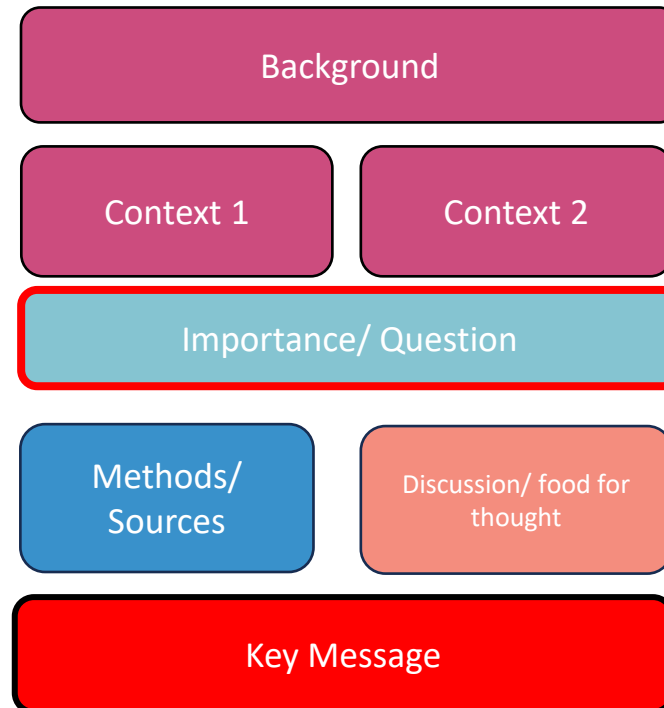 Background
Context 1
Context 2
Importance/ Question
Methods/
Sources
Discussion/ food for
thought
Key Message